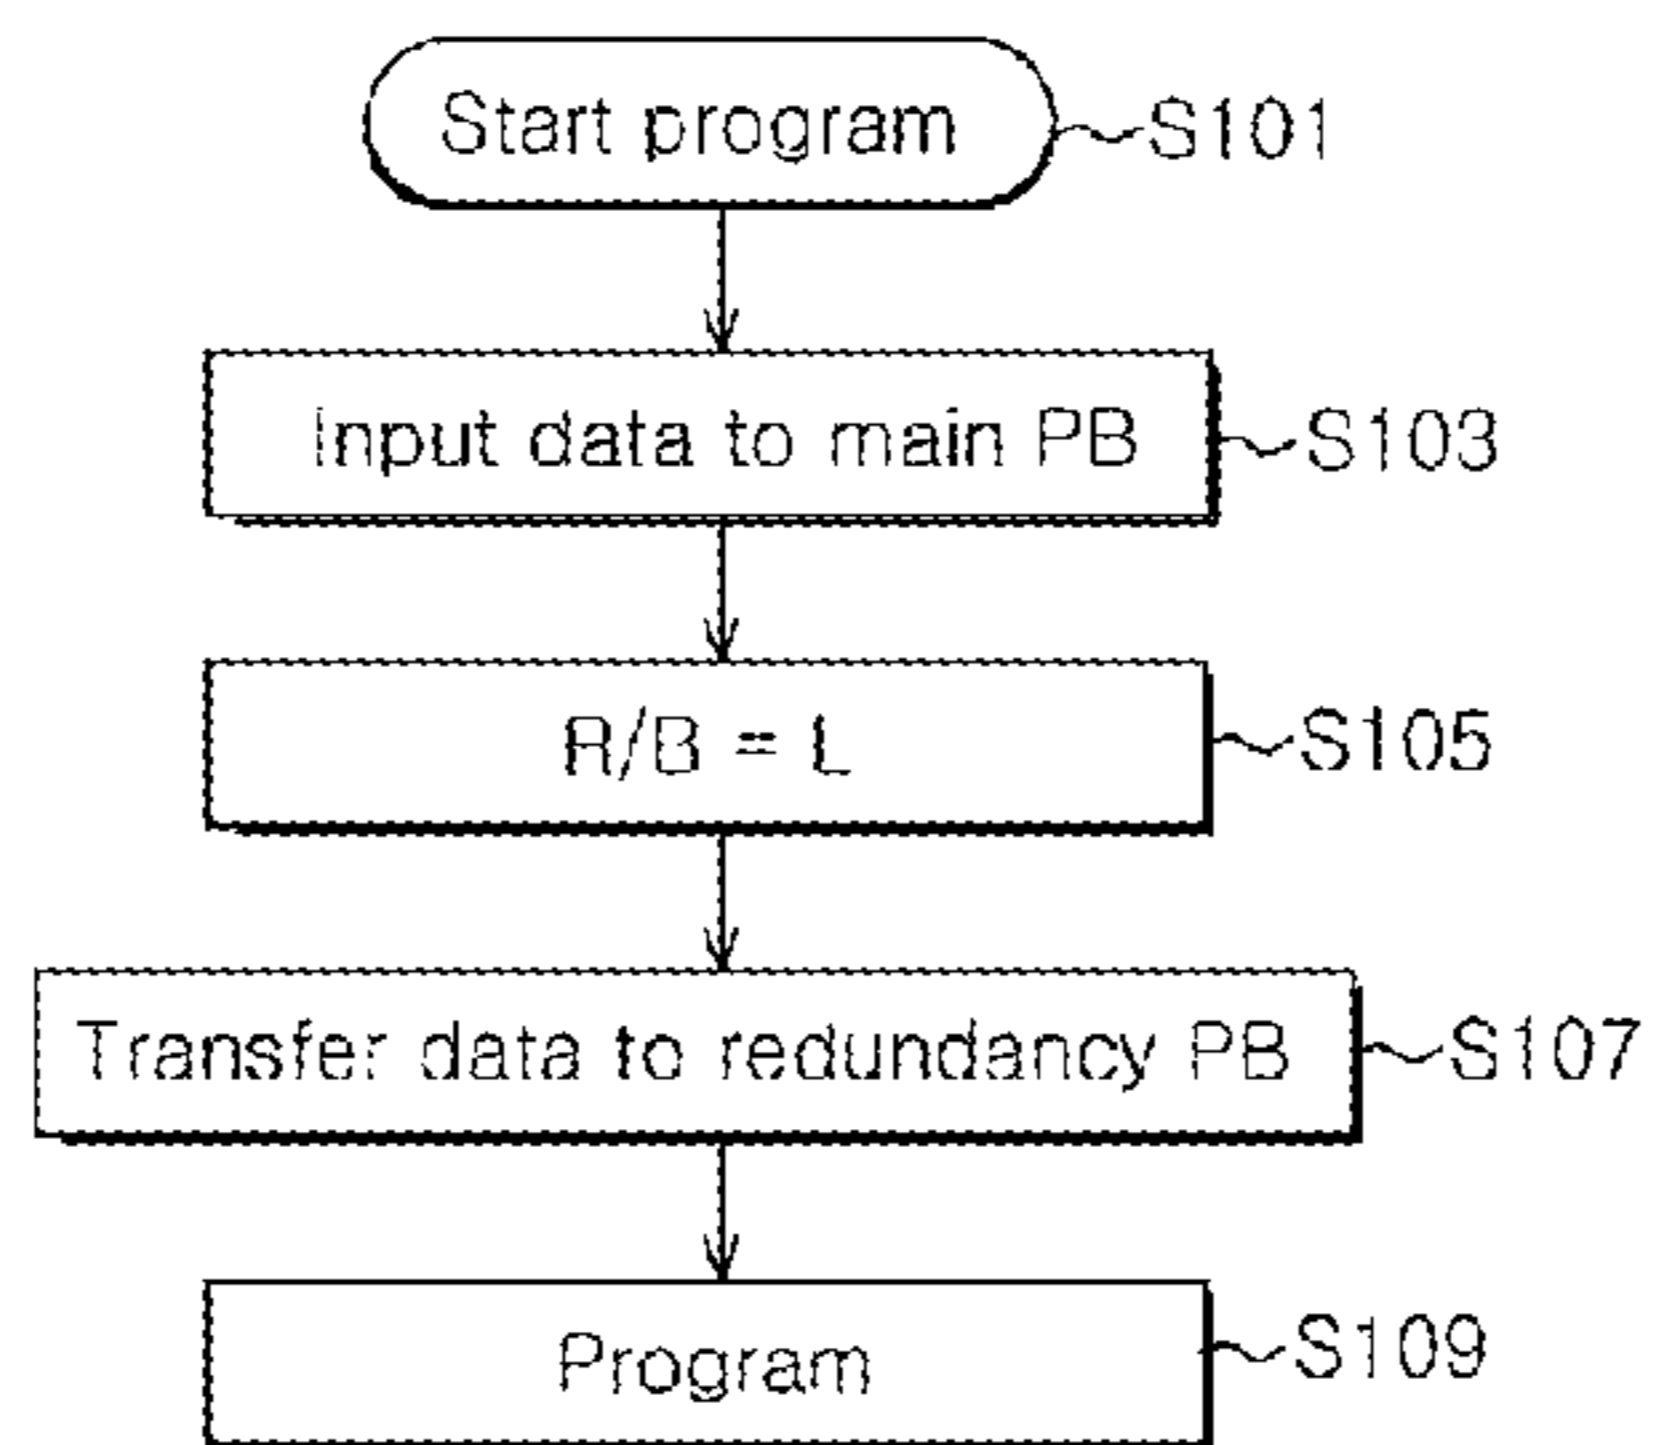 Start program S101
Input data to main PB S103
R/B = L S105
Transfer data to redundancy PB S107
Program S109